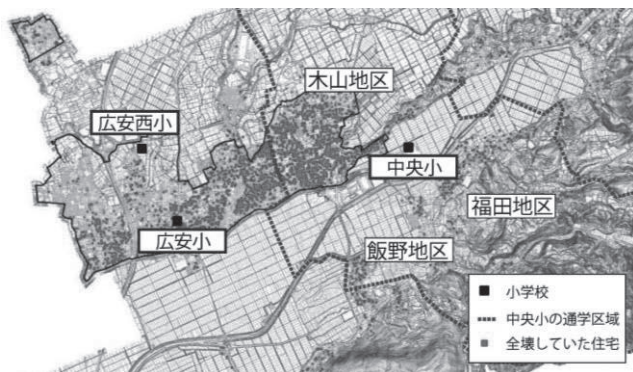 木山地区
広安西小
中央小
福田地区
広安小
飯野地区
小学校
中央小の通学区域
全壊していた住宅